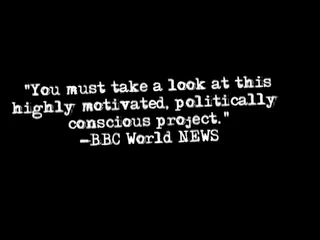 "You must take a look at this
highly motivated, politically
conscious project."
—BBC World NEWS